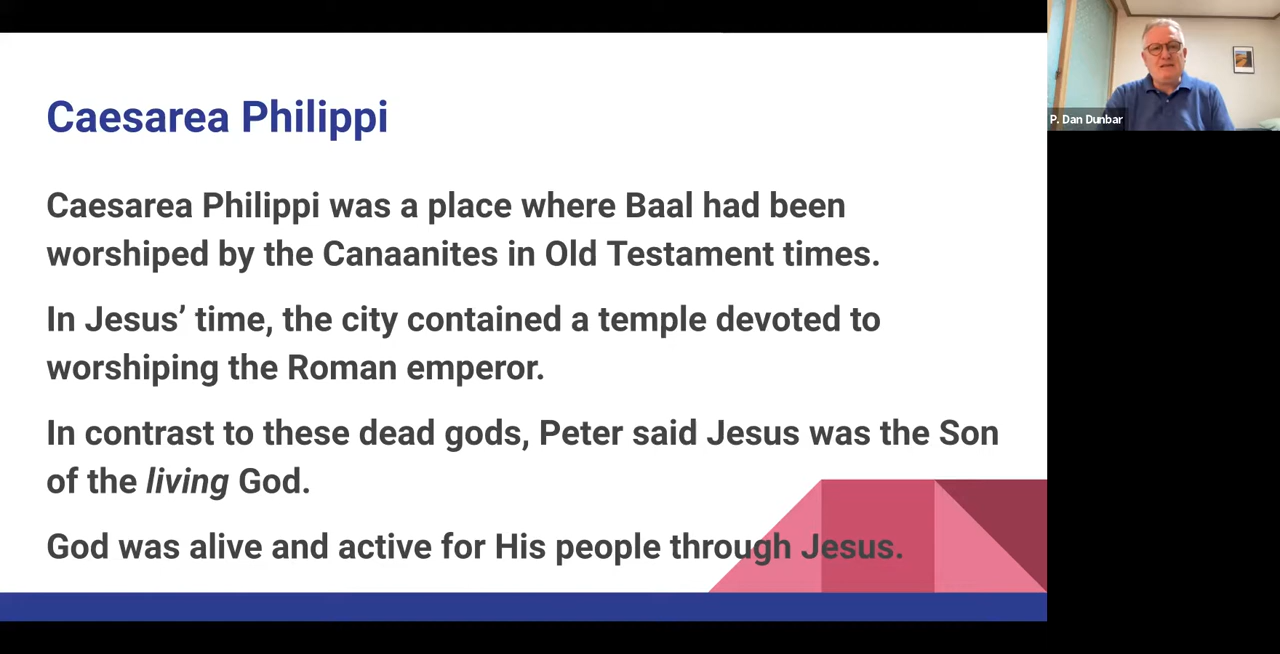 Caesarea Philippi
Caesarea Philippi was a place where Baal had been
worshiped by the Canaanites in Old Testament times.
In Jesus’ time, the city contained a temple devoted to
worshiping the Roman emperor.
In contrast to these dead gods, Peter said Jesus was the Son
of the living God.
God was alive and active for His people through Jesus.
P. Dan Dunbar